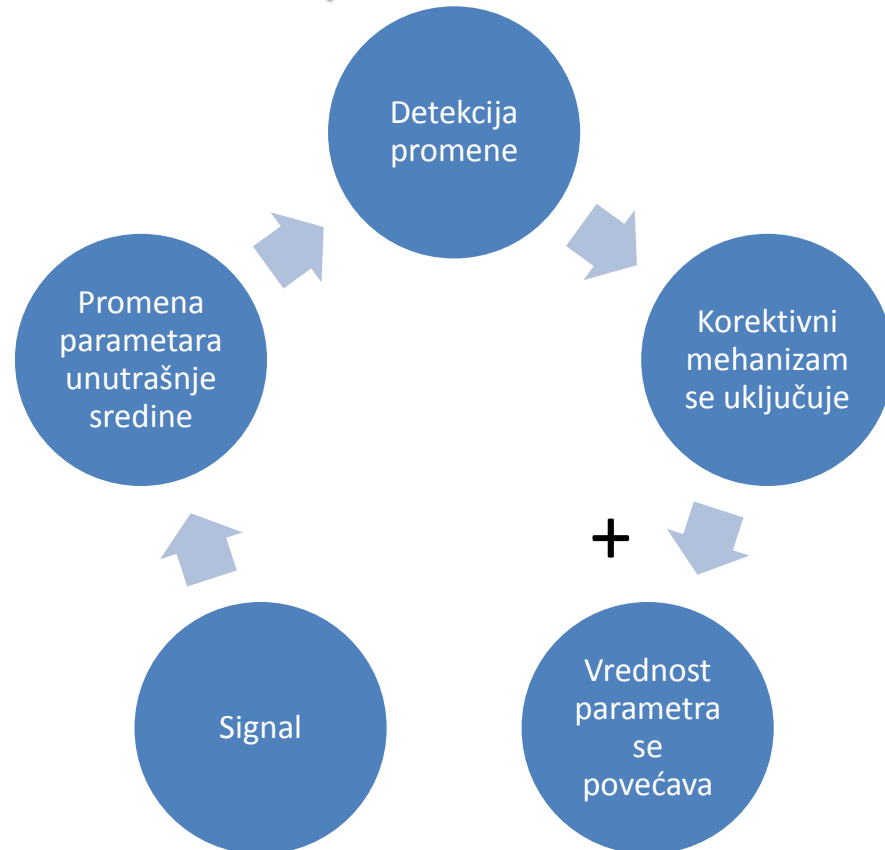 Detekcija
promene
Promena
parametara
unutrašnje
sredine
Korektivni
mehanizam
se uključuje
+
Signal
Vrednost
parametra
se
povećava